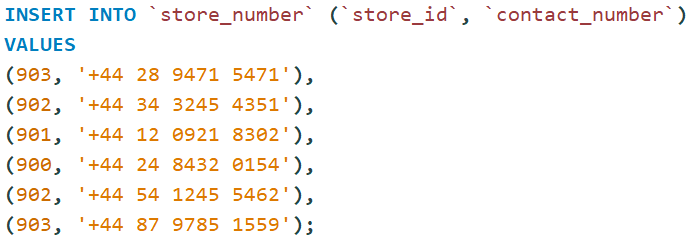 INSERT INTO `store_number` (`store_id`, `contact_number`)
VALUES
(903, '+44 28 9471 5471'),
(902, '+44 34 3245 4351'),
(901, '+44 12 0921 8302'),
(900, '+44 24 8432 0154'),
(902, '+44 54 1245 5462'),
(903, '+44 87 9785 1559');